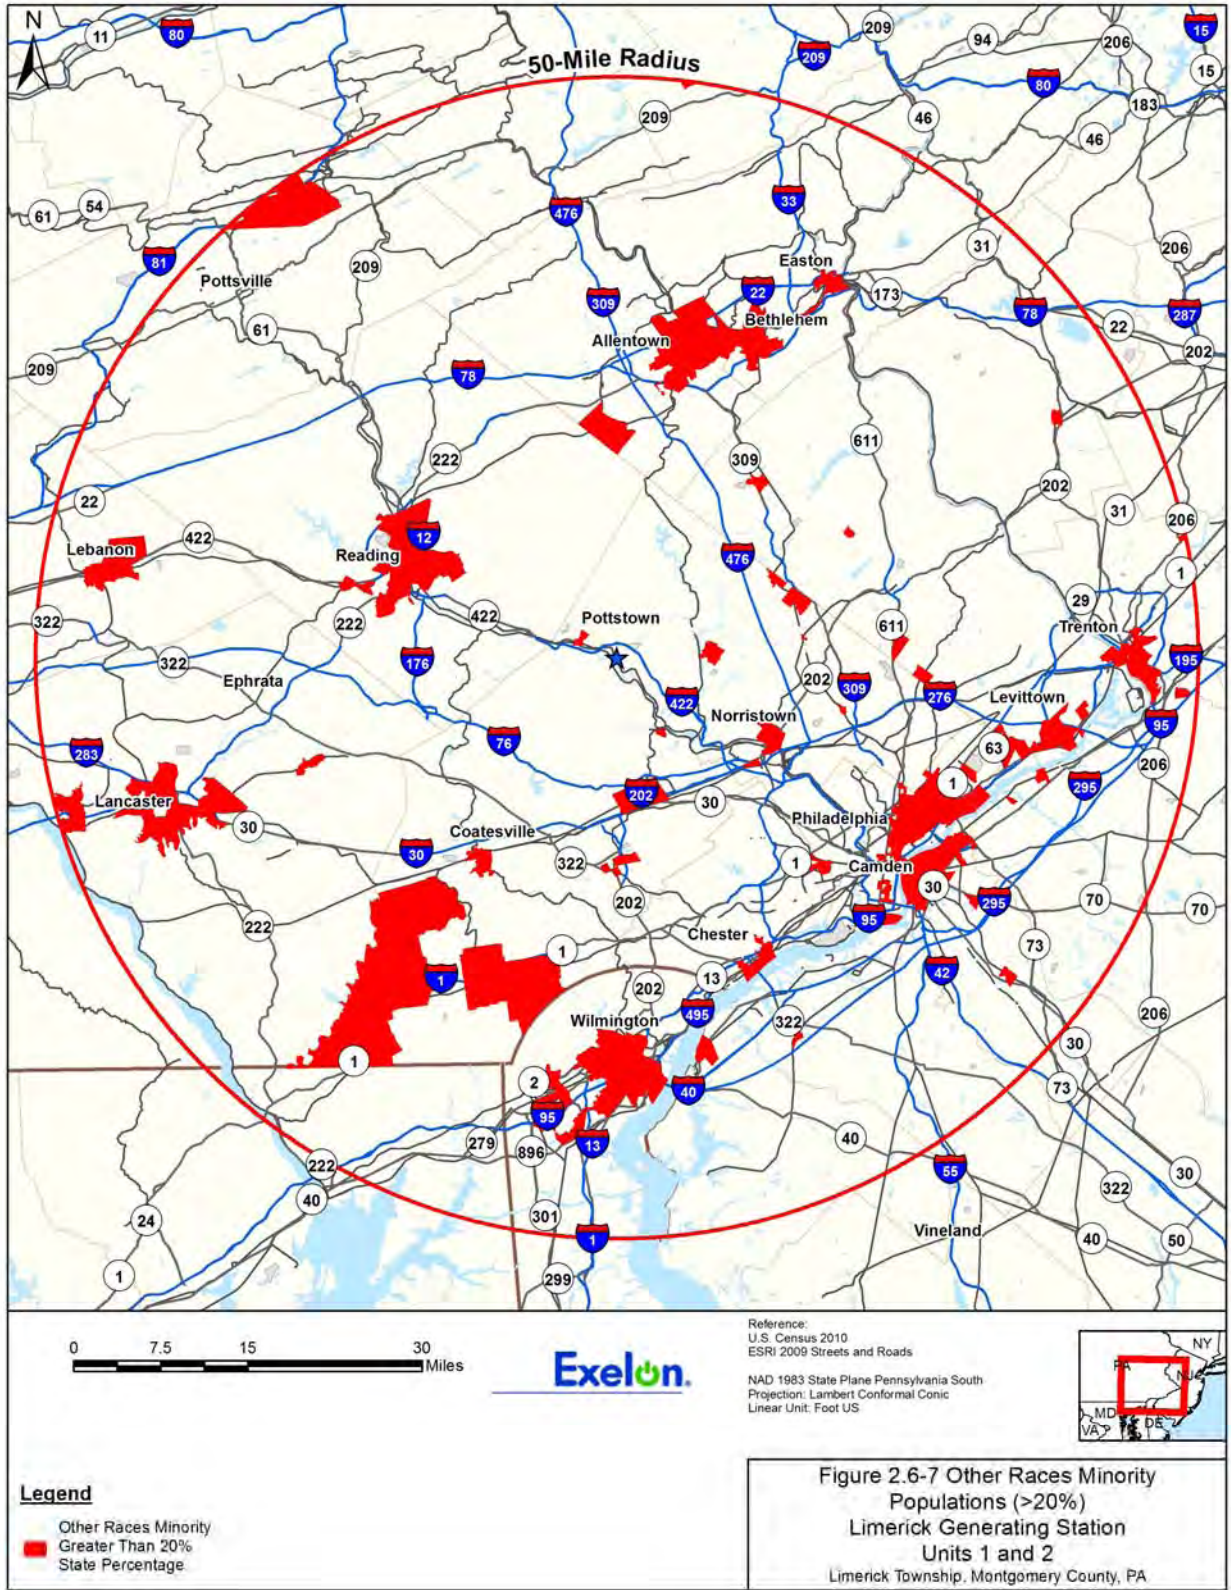 N
50-Mile Radius
11
80
209
209
94
206
15
15
80
183
46
46
209
33
476
61
54
81
209
31
206
Easton
Pottsville
22
173
309
78
287
Bethlehem
61
Allentown
22
202
209
78
611
222
309
202
22
31
206
12
422
Lebanon
Reading
476
1
29
422
Pottstown
322
222
611
Trenton
322
176
202
309
195
Ephrata
276
Levittown
422
Norristown
95
283
76
63
206
202
1
295
Lancaster
30
30
Philadelphia
Coatesville
30
322
1
Camden
30
202
295
70
70
222
95
Chester
1
73
1
13
42
202
495
206
Wilmington
322
30
1
2
40
73
95
279
13
40
896
222
55
30
40
322
24
301
Vineland
1
40
50
1
299
0
7.5
15
30
Miles
Exelon.
Reference:
U.S. Census 2010
ESRI 2009 Streets and Roads
NAD 1983 State Plane Pennsylvania South
Projection: Lambert Conformal Conic
Linear Unit: Foot US
NY
PA
NJ
MD
DE
VA
Legend
Other Races Minority
Greater Than 20%
State Percentage
Figure 2.6-7 Other Races Minority
Populations (>20%)
Limerick Generating Station
Units 1 and 2
Limerick Township, Montgomery County, PA